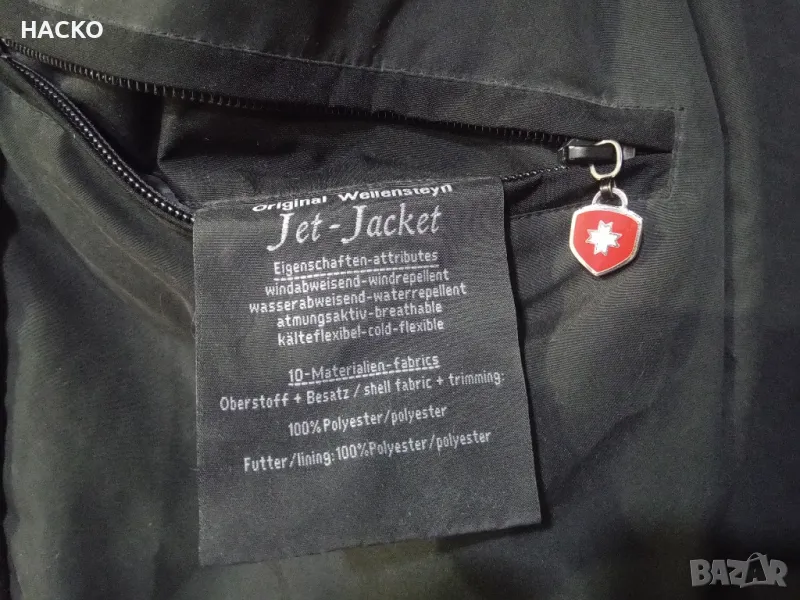 HACKO
Original Wellensteyn
Jet-Jacket
Eigenschaften-attributes
windabweisend-windrepellent
wasserabweisend-waterrepellent
atmungsaktiv-breathable
kälteflexibel-cold-flexible
10-Materialien-fabrics
Oberstoff + Besatz / shell fabric + trimming:
100% Polyester/polyester
Futter/lining:100% Polyester/polyester
BAZAR